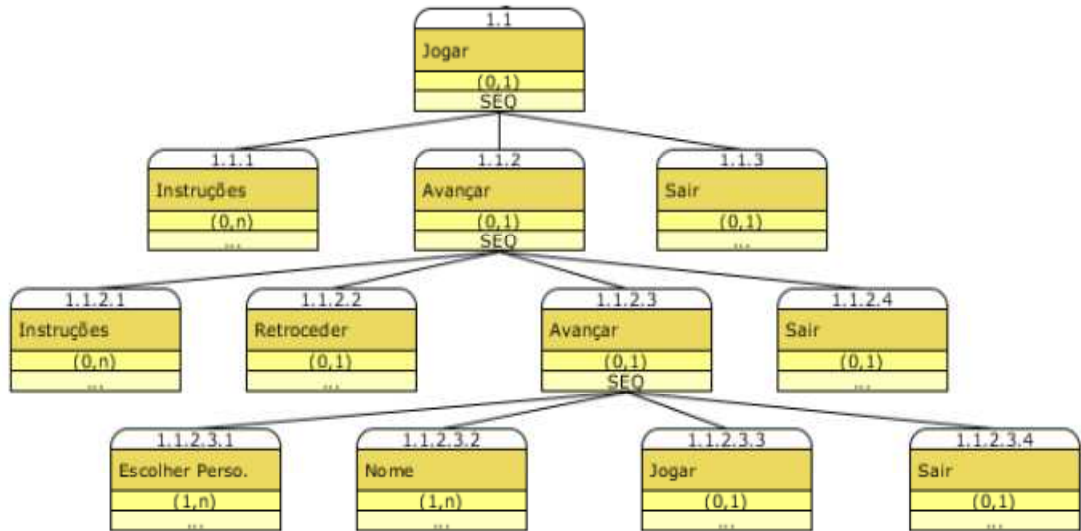 1.1
Jogar
(0,1)
SEQ
1.1.1
Instruções
(0,n)
...
1.1.2
Avançar
(0,1)
SEQ
1.1.3
Sair
(0,1)
...
1.1.2.1
Instruções
(0,n)
...
1.1.2.2
Retroceder
(0,1)
...
1.1.2.3
Avançar
(0,1)
SEQ
1.1.2.4
Sair
(0,1)
...
1.1.2.3.1
Escolher Perso.
(1,n)
...
1.1.2.3.2
Nome
(1,n)
...
1.1.2.3.3
Jogar
(0,1)
...
1.1.2.3.4
Sair
(0,1)
...